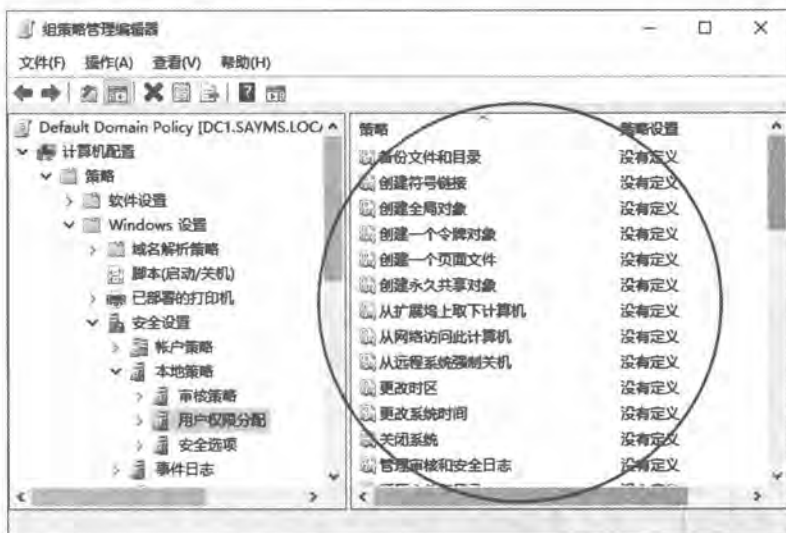 组策略管理编辑器
文件(F) 操作(A) 查看(V) 帮助(H)
Default Domain Policy [DC1.SAYMS.LOC
计算机配置
策略
软件设置
Windows 设置
域名解析策略
脚本(启动/关机)
已部署的打印机
安全设置
帐户策略
本地策略
审核策略
用户权限分配
安全选项
事件日志
策略 策略设置
备份文件和目录 没有定义
创建符号链接 没有定义
创建全局对象 没有定义
创建一个令牌对象 没有定义
创建一个页面文件 没有定义
创建永久共享对象 没有定义
从扩展坞上取下计算机 没有定义
从网络访问此计算机 没有定义
从远程系统强制关机 没有定义
更改时区 没有定义
更改系统时间 没有定义
关闭系统 没有定义
管理审核和安全日志 没有定义